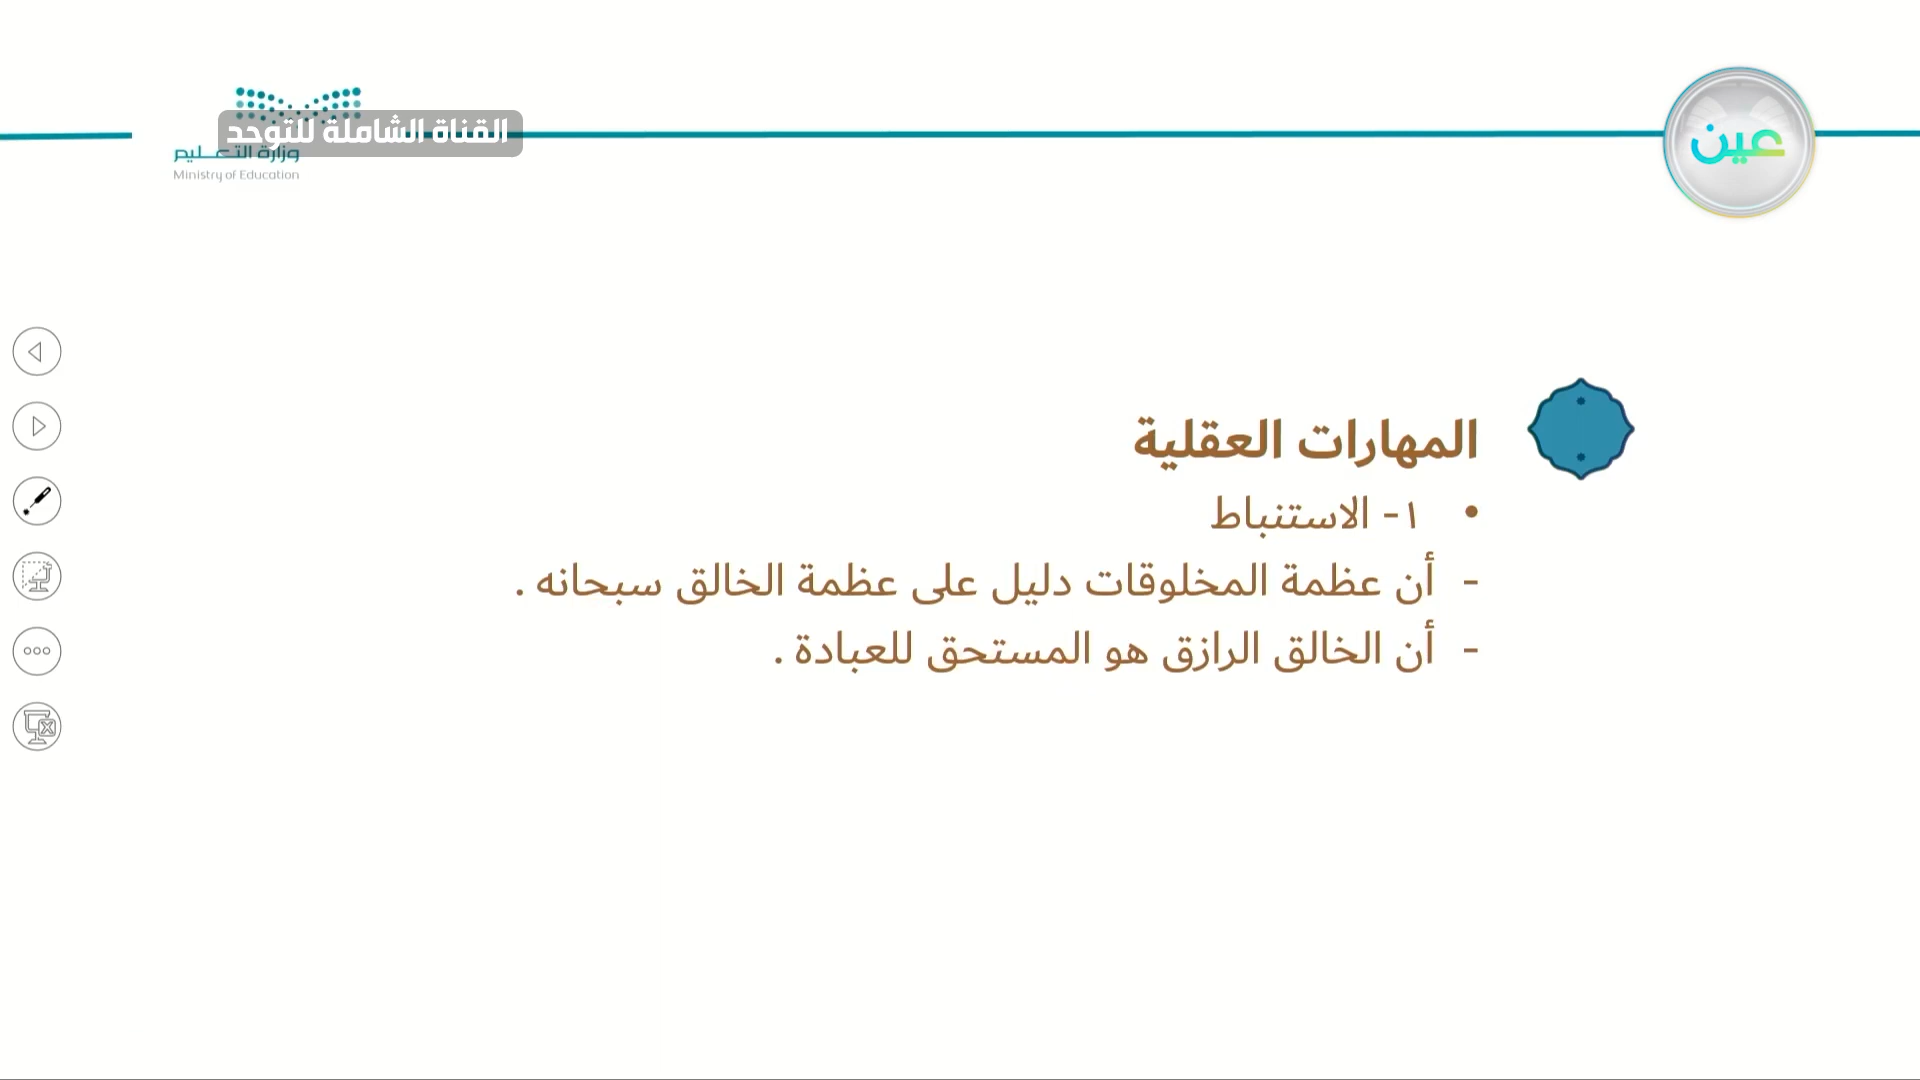 عين
القناة الشاملة للتوحد
وزارة التعـــليم
Ministry of Education
المهارات العقلية
• ١- الاستنباط
- أن عظمة المخلوقات دليل على عظمة الخالق سبحانه .
- أن الخالق الرازق هو المستحق للعبادة .